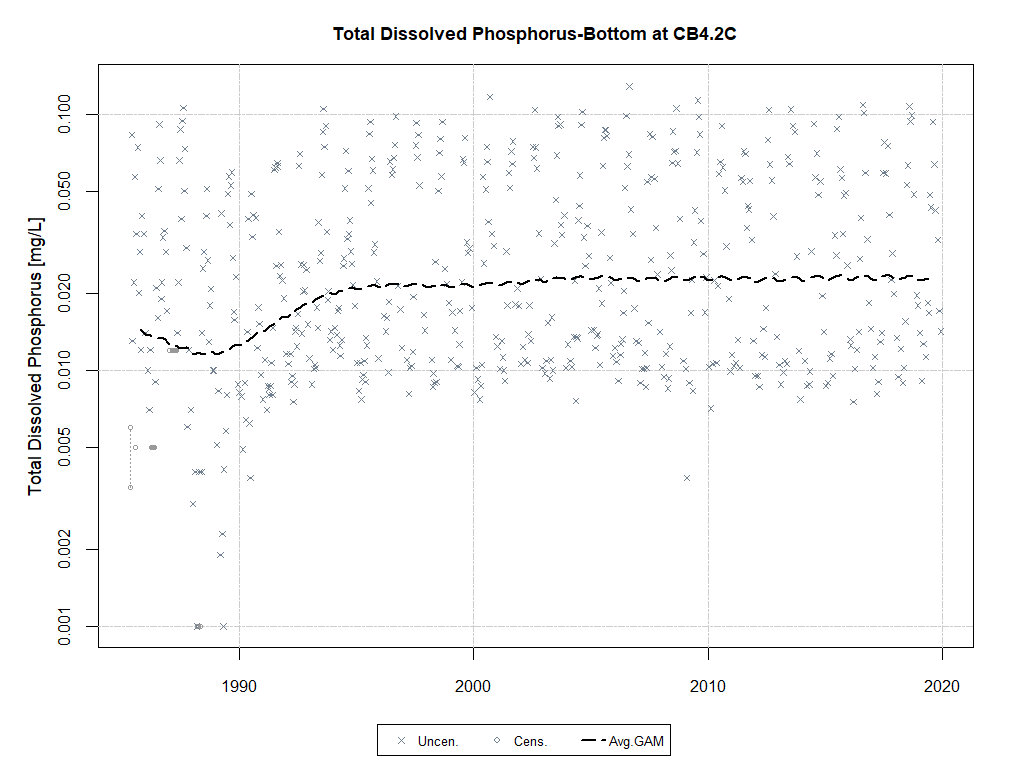 Total Dissolved Phosphorus-Bottom at CB4.2C
Total Dissolved Phosphorus [mg/L]
0.100
0.050
0.020
0.010
0.005
0.002
0.001
1990 2000 2010 2020
Uncen. Cens. Avg.GAM